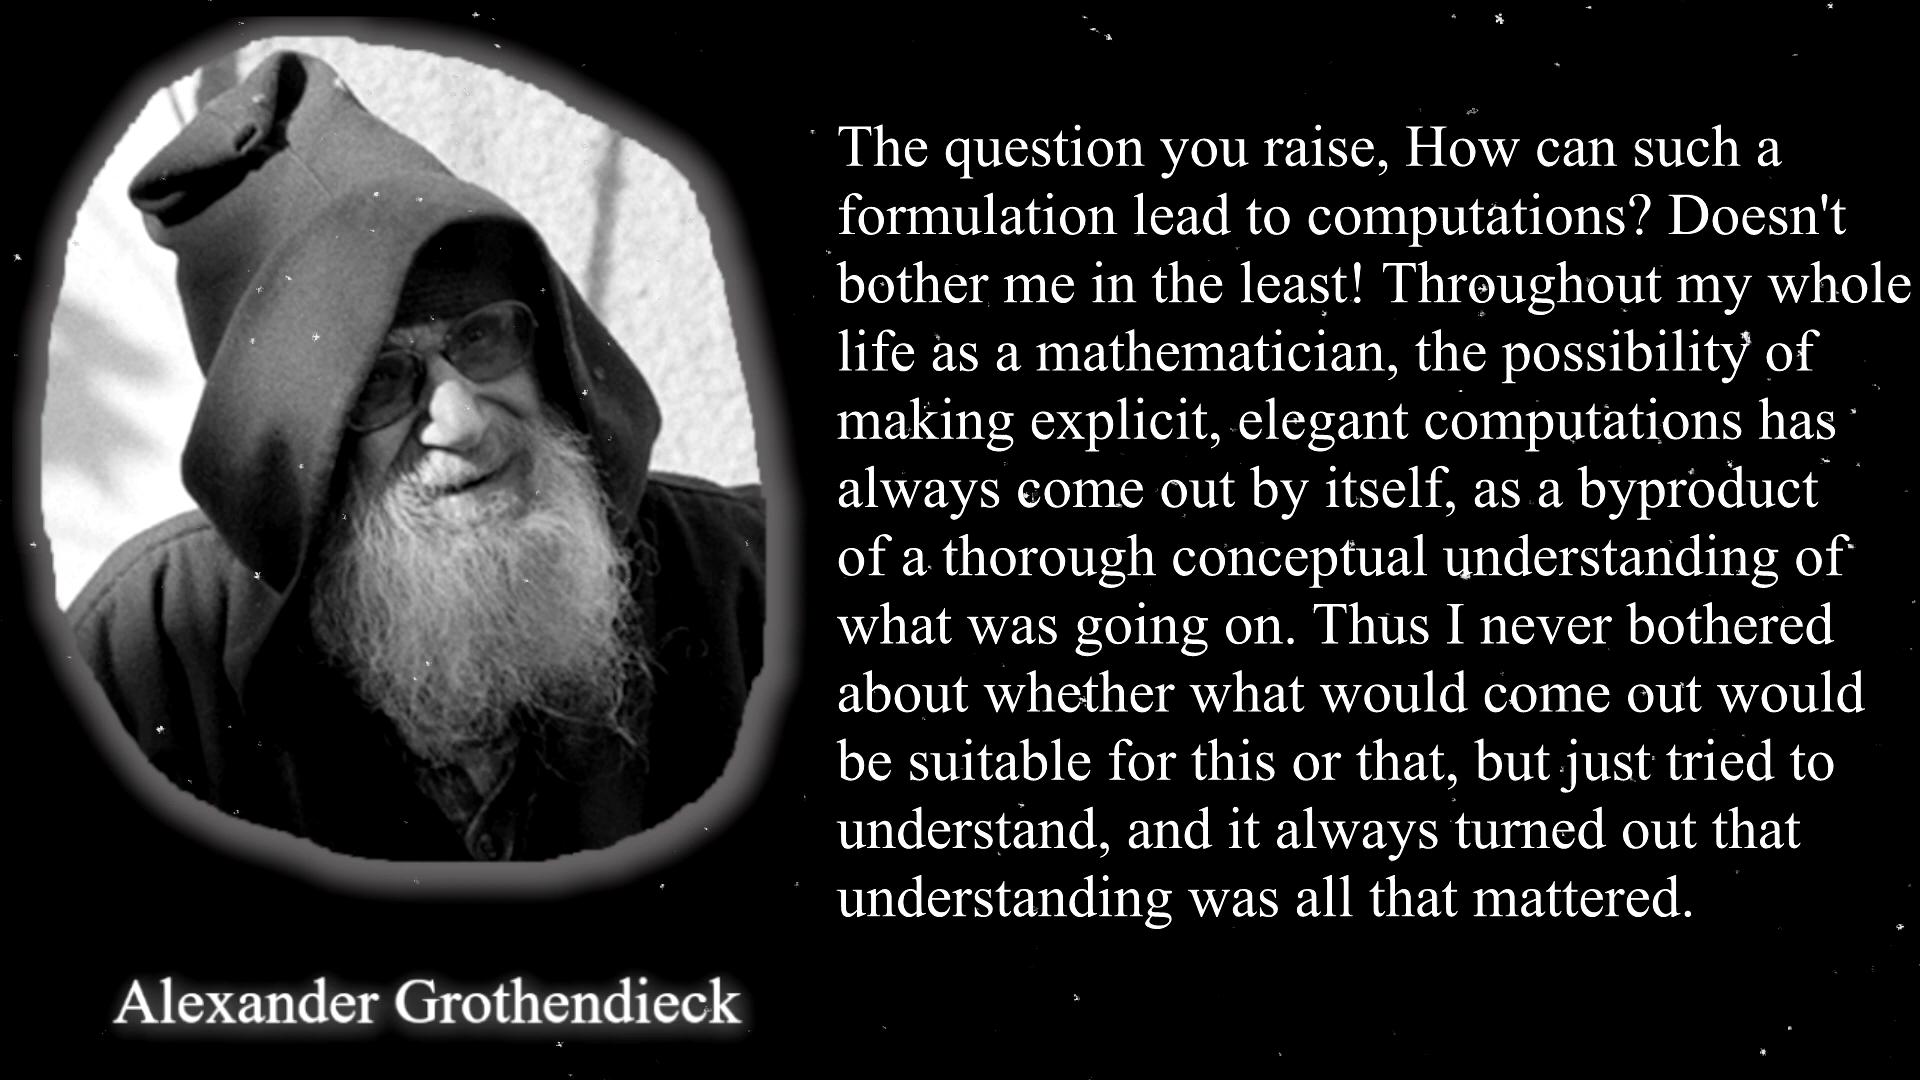 The question you raise, How can such a
formulation lead to computations? Doesn't
bother me in the least! Throughout my whole
life as a mathematician, the possibility of
making explicit, elegant computations has
always come out by itself, as a byproduct
of a thorough conceptual understanding of
what was going on. Thus I never bothered
about whether what would come out would
be suitable for this or that, but just tried to
understand, and it always turned out that
understanding was all that mattered.
Alexander Grothendieck